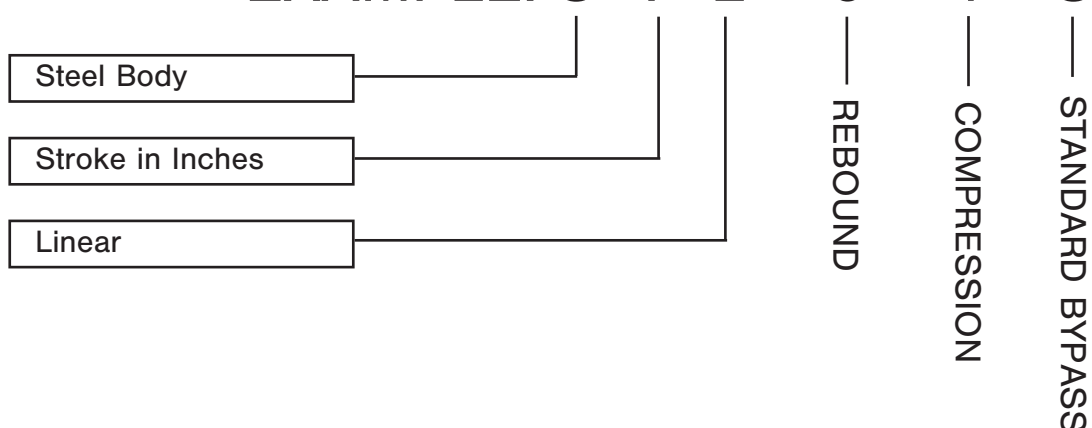 Steel Body
Stroke in Inches
Linear
REBOUND
COMPRESSION
STANDARD BYPASS